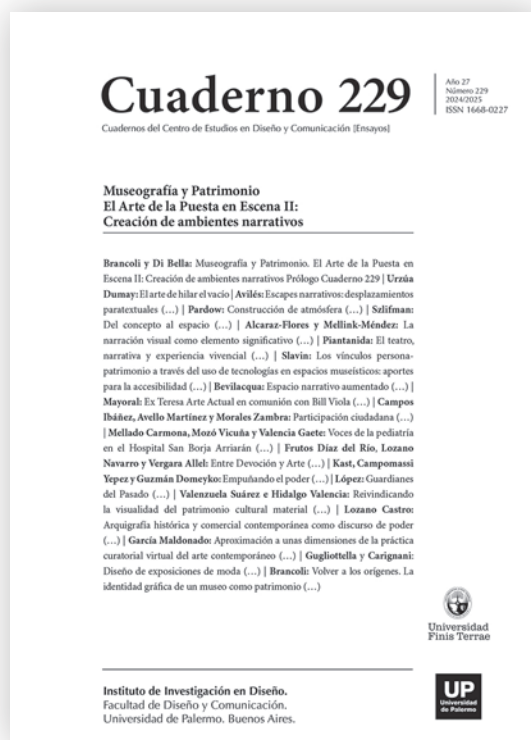 Cuaderno 229
Año 27
Número 229
2024/2025
ISSN 1668-0227
Cuadernos del Centro de Estudios en Diseño y Comunicación [Ensayos]
Museografía y Patrimonio
El Arte de la Puesta en Escena II:
Creación de ambientes narrativos
Brancoli y Di Bella: Museografía y Patrimonio. El Arte de la Puesta en
Escena II: Creación de ambientes narrativos Prólogo Cuaderno 229 | Urzúa
Dumay: El arte de hilar el vacío | Avilés: Escapes narrativos: desplazamientos
paratextuales (…) | Pardow: Construcción de atmósfera (…) | Szlifman:
Del concepto al espacio (…) | Alcaraz-Flores y Mellink-Méndez: La
narración visual como elemento significativo (…) | Piantanida: El teatro,
narrativa y experiencia vivencial (…) | Slavin: Los vínculos persona-
patrimonio a través del uso de tecnologías en espacios museísticos: aportes
para la accesibilidad (…) | Bevilacqua: Espacio narrativo aumentado (…) |
Mayoral: Ex Teresa Arte Actual en comunión con Bill Viola (…) | Campos
Ibáñez, Avello Martínez y Morales Zambra: Participación ciudadana (…)
| Mellado Carmona, Mozó Vicuña y Valencia Gaete: Voces de la pediatría
en el Hospital San Borja Arriarán (…) | Frutos Díaz del Río, Lozano
Navarro y Vergara Allel: Entre Devoción y Arte (…) | Kast, Campomassi
Yepez y Guzmán Domeyko: Empuñando el poder (…) | López: Guardianes
del Pasado (…) | Valenzuela Suárez e Hidalgo Valencia: Reivindicando
la visualidad del patrimonio cultural material (…) | Lozano Castro:
Arquigrafía histórica y comercial contemporánea como discurso de poder
(…) | García Maldonado: Aproximación a unas dimensiones de la práctica
curatorial virtual del arte contemporáneo (…) | Gugliottella y Carignani:
Diseño de exposiciones de moda (…) | Brancoli: Volver a los orígenes. La
identidad gráfica de un museo como patrimonio (…)
Universidad
Finis Terrae
Instituto de Investigación en Diseño.
Facultad de Diseño y Comunicación.
Universidad de Palermo. Buenos Aires.
UP
Universidad
de Palermo